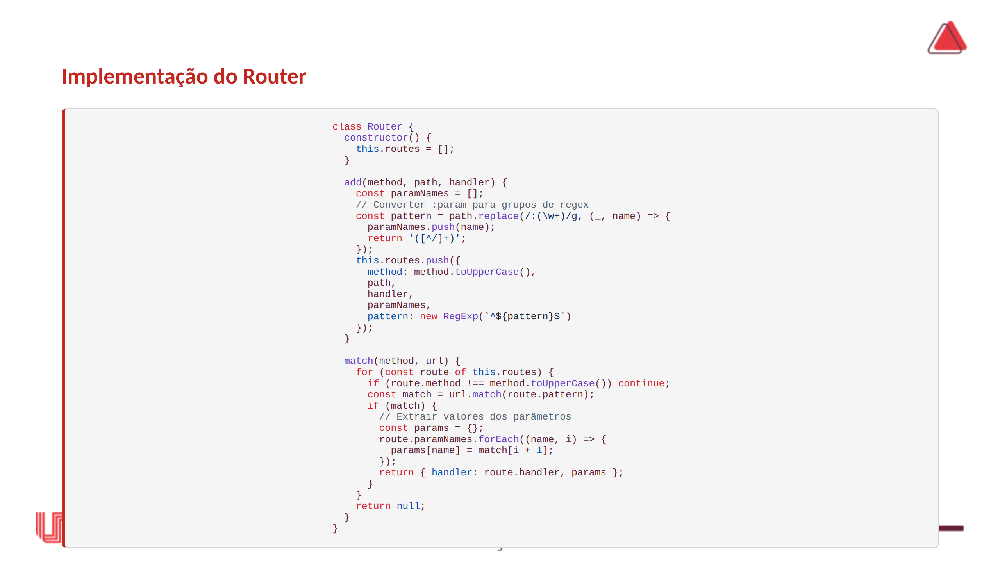 Implementação do Router
class Router {
  constructor() {
    this.routes = [];
  }

  add(method, path, handler) {
    const paramNames = [];
    // Converter :param para grupos de regex
    const pattern = path.replace(/:(\w+)/g, (_, name) => {
      paramNames.push(name);
      return '([^/]+)';
    });
    this.routes.push({
      method: method.toUpperCase(),
      path,
      handler,
      paramNames,
      pattern: new RegExp(`^${pattern}$`)
    });
  }

  match(method, url) {
    for (const route of this.routes) {
      if (route.method !== method.toUpperCase()) continue;
      const match = url.match(route.pattern);
      if (match) {
        // Extrair valores dos parâmetros
        const params = {};
        route.paramNames.forEach((name, i) => {
          params[name] = match[i + 1];
        });
        return { handler: route.handler, params };
      }
    }
    return null;
  }
}